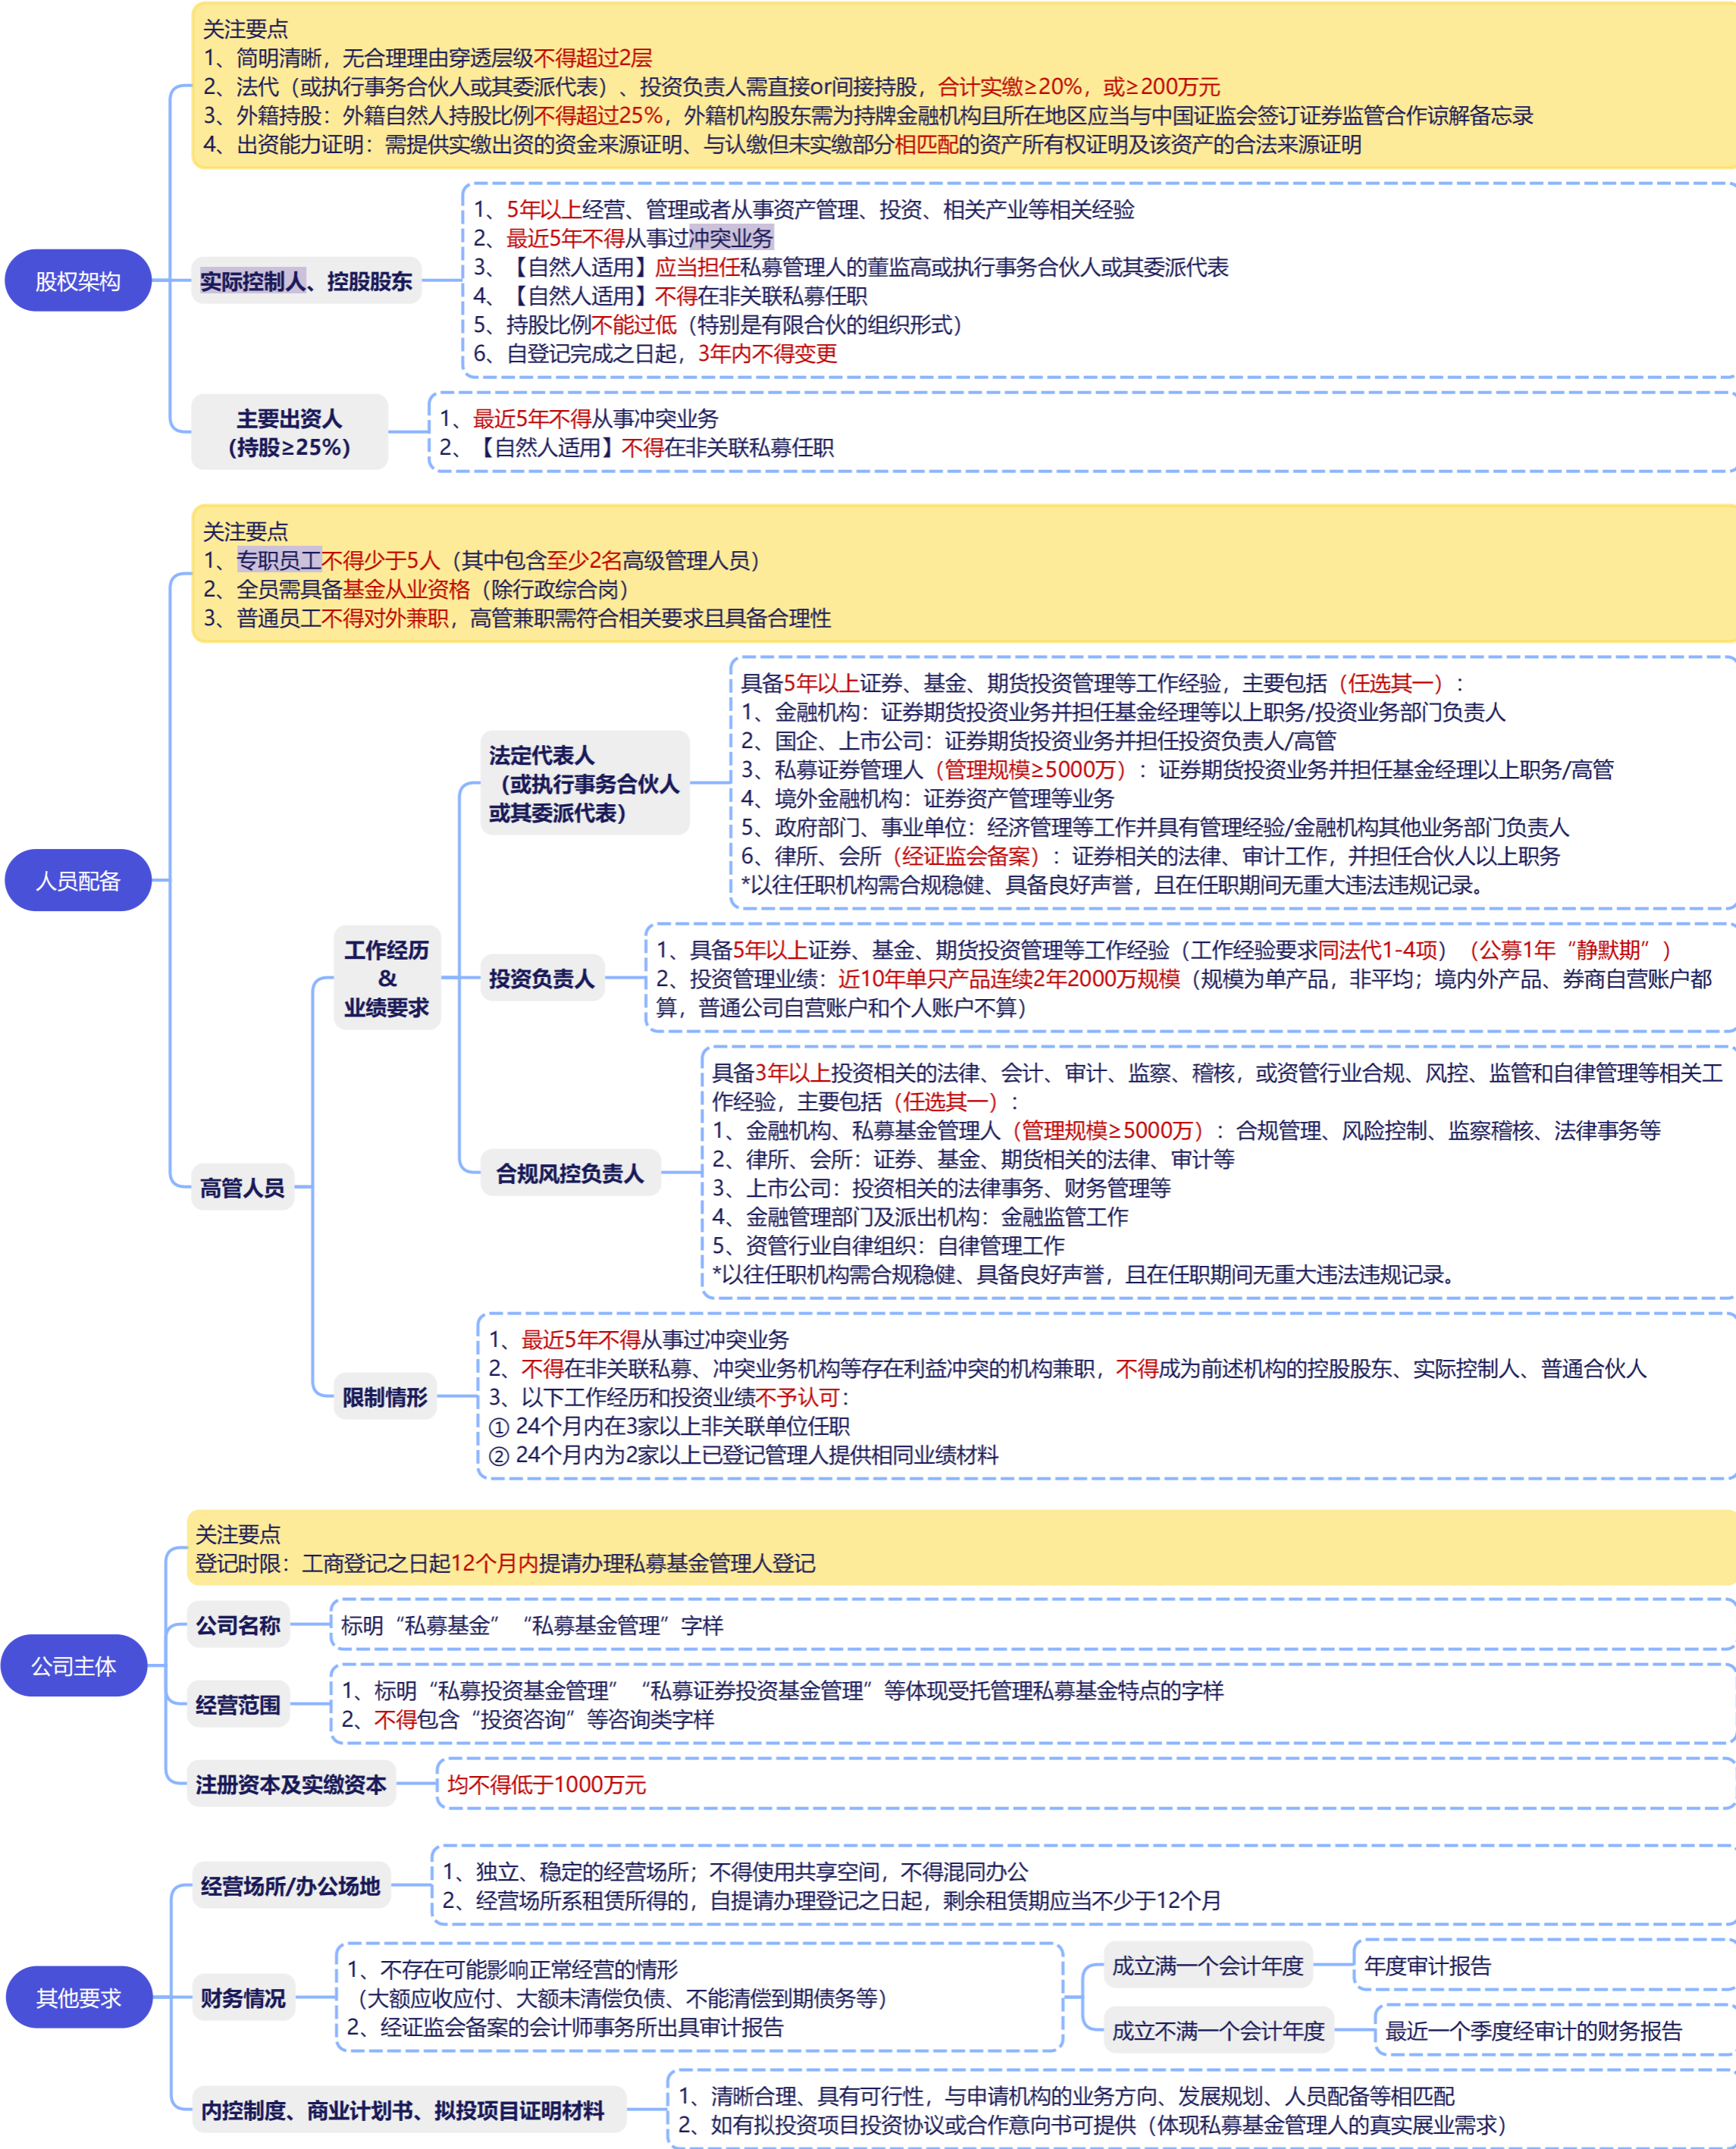 股权架构
关注要点
1、简明清晰，无合理理由穿透层级不得超过2层
2、法代（或执行事务合伙人或其委派代表）、投资负责人需直接or间接持股，合计实缴≥20%，或≥200万元
3、外籍持股：外籍自然人持股比例不得超过25%，外籍机构股东需为持牌金融机构且所在地区应当与中国证监会签订证券监管合作谅解备忘录
4、出资能力证明：需提供实缴出资的资金来源证明、与认缴但未实缴部分相匹配的资产所有权证明及该资产的合法来源证明
实际控制人、控股股东
1、5年以上经营、管理或者从事资产管理、投资、相关产业等相关经验
2、最近5年不得从事过冲突业务
3、【自然人适用】应当担任私募管理人的董监高或执行事务合伙人或其委派代表
4、【自然人适用】不得在非关联私募任职
5、持股比例不能过低（特别是有限合伙的组织形式）
6、自登记完成之日起，3年内不得变更
主要出资人
（持股≥25%）
1、最近5年不得从事冲突业务
2、【自然人适用】不得在非关联私募任职
人员配备
关注要点
1、专职员工不得少于5人（其中包含至少2名高级管理人员）
2、全员需具备基金从业资格（除行政综合岗）
3、普通员工不得对外兼职，高管兼职需符合相关要求且具备合理性
高管人员
工作经历
&
业绩要求
法定代表人
（或执行事务合伙人
或其委派代表）
具备5年以上证券、基金、期货投资管理等工作经验，主要包括（任选其一）：
1、金融机构：证券期货投资业务并担任基金经理等以上职务/投资业务部门负责人
2、国企、上市公司：证券期货投资业务并担任投资负责人/高管
3、私募证券管理人（管理规模≥5000万）：证券期货投资业务并担任基金经理以上职务/高管
4、境外金融机构：证券资产管理等业务
5、政府部门、事业单位：经济管理等工作并具有管理经验/金融机构其他业务部门负责人
6、律所、会所（经证监会备案）：证券相关的法律、审计工作，并担任合伙人以上职务
*以往任职机构需合规稳健、具备良好声誉，且在任职期间无重大违法违规记录。
投资负责人
1、具备5年以上证券、基金、期货投资管理等工作经验（工作经验要求同法代1-4项）（公募1年“静默期”）
2、投资管理业绩：近10年单只产品连续2年2000万规模（规模为单产品，非平均；境内外产品、券商自营账户都
算，普通公司自营账户和个人账户不算）
合规风控负责人
具备3年以上投资相关的法律、会计、审计、监察、稽核，或资管行业合规、风控、监管和自律管理等相关工
作经验，主要包括（任选其一）：
1、金融机构、私募基金管理人（管理规模≥5000万）：合规管理、风险控制、监察稽核、法律事务等
2、律所、会所：证券、基金、期货相关的法律、审计等
3、上市公司：投资相关的法律事务、财务管理等
4、金融管理部门及派出机构：金融监管工作
5、资管行业自律组织：自律管理工作
*以往任职机构需合规稳健、具备良好声誉，且在任职期间无重大违法违规记录。
限制情形
1、最近5年不得从事过冲突业务
2、不得在非关联私募、冲突业务机构等存在利益冲突的机构兼职，不得成为前述机构的控股股东、实际控制人、普通合伙人
3、以下工作经历和投资业绩不予认可：
① 24个月内在3家以上非关联单位任职
② 24个月内为2家以上已登记管理人提供相同业绩材料
公司主体
关注要点
登记时限：工商登记之日起12个月内提请办理私募基金管理人登记
公司名称
标明“私募基金”“私募基金管理”字样
经营范围
1、标明“私募投资基金管理”“私募证券投资基金管理”等体现受托管理私募基金特点的字样
2、不得包含“投资咨询”等咨询类字样
注册资本及实缴资本
均不得低于1000万元
其他要求
经营场所/办公场地
1、独立、稳定的经营场所；不得使用共享空间，不得混同办公
2、经营场所系租赁所得的，自提请办理登记之日起，剩余租赁期应当不少于12个月
财务情况
1、不存在可能影响正常经营的情形
（大额应收应付、大额未清偿负债、不能清偿到期债务等）
2、经证监会备案的会计师事务所出具审计报告
成立满一个会计年度
年度审计报告
成立不满一个会计年度
最近一个季度经审计的财务报告
内控制度、商业计划书、拟投项目证明材料
1、清晰合理、具有可行性，与申请机构的业务方向、发展规划、人员配备等相匹配
2、如有拟投资项目投资协议或合作意向书可提供（体现私募基金管理人的真实展业需求）